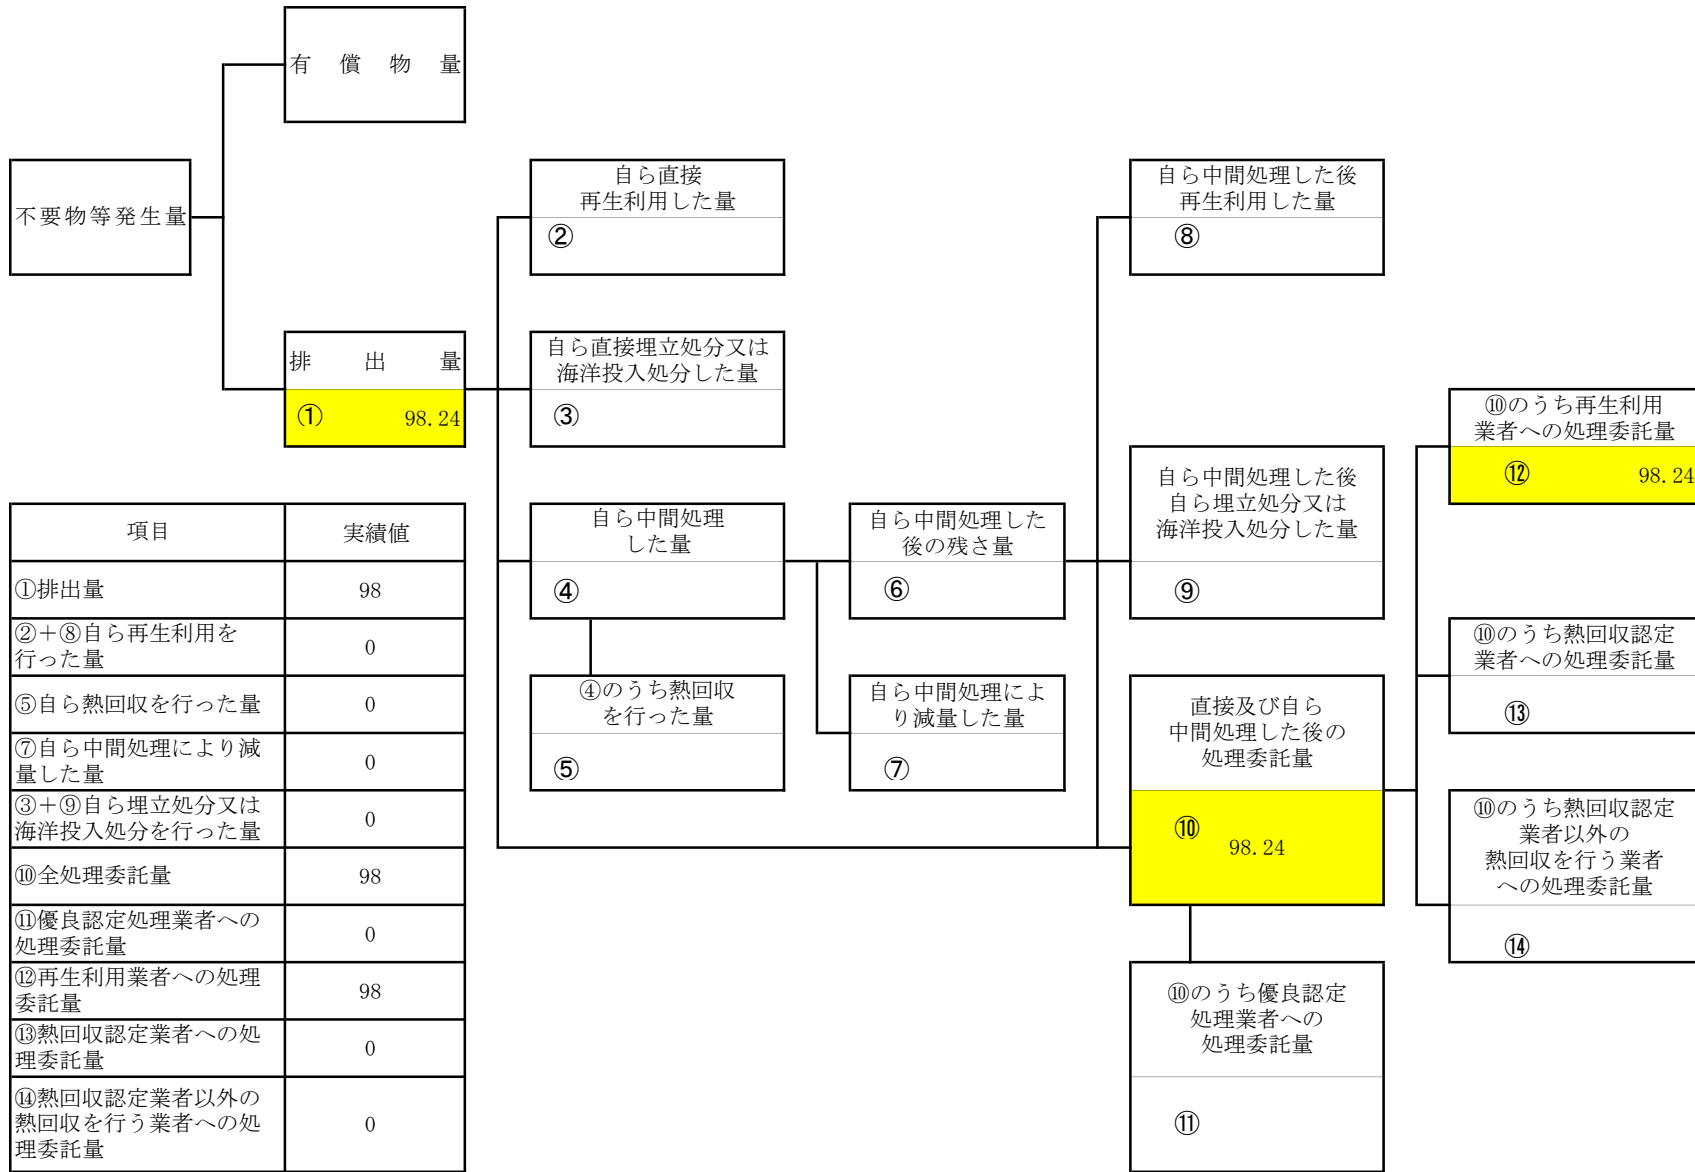 有償物量
不要物等発生量
排出量
① 98.24
自ら直接
再生利用した量
②
自ら直接埋立処分又は
海洋投入処分した量
③
自ら中間処理
した量
④
④のうち熱回収
を行った量
⑤
自ら中間処理した
後の残さ量
⑥
自ら中間処理によ
り減量した量
⑦
自ら中間処理した後
再生利用した量
⑧
自ら中間処理した後
自ら埋立処分又は
海洋投入処分した量
⑨
直接及び自ら
中間処理した後の
処理委託量
⑩
98.24
⑩のうち優良認定
処理業者への
処理委託量
⑪
⑩のうち再生利用
業者への処理委託量
⑫ 98.24
⑩のうち熱回収認定
業者への処理委託量
⑬
⑩のうち熱回収認定
業者以外の
熱回収を行う業者
への処理委託量
⑭
項目 実績値
①排出量 98
②+⑧自ら再生利用を
行った量 0
⑤自ら熱回収を行った量 0
⑦自ら中間処理により減
量した量 0
③+⑨自ら埋立処分又は
海洋投入処分を行った量 0
⑩全処理委託量 98
⑪優良認定処理業者への
処理委託量 0
⑫再生利用業者への処理
委託量 98
⑬熱回収認定業者への処
理委託量 0
⑭熱回収認定業者以外の
熱回収を行う業者への処
理委託量 0